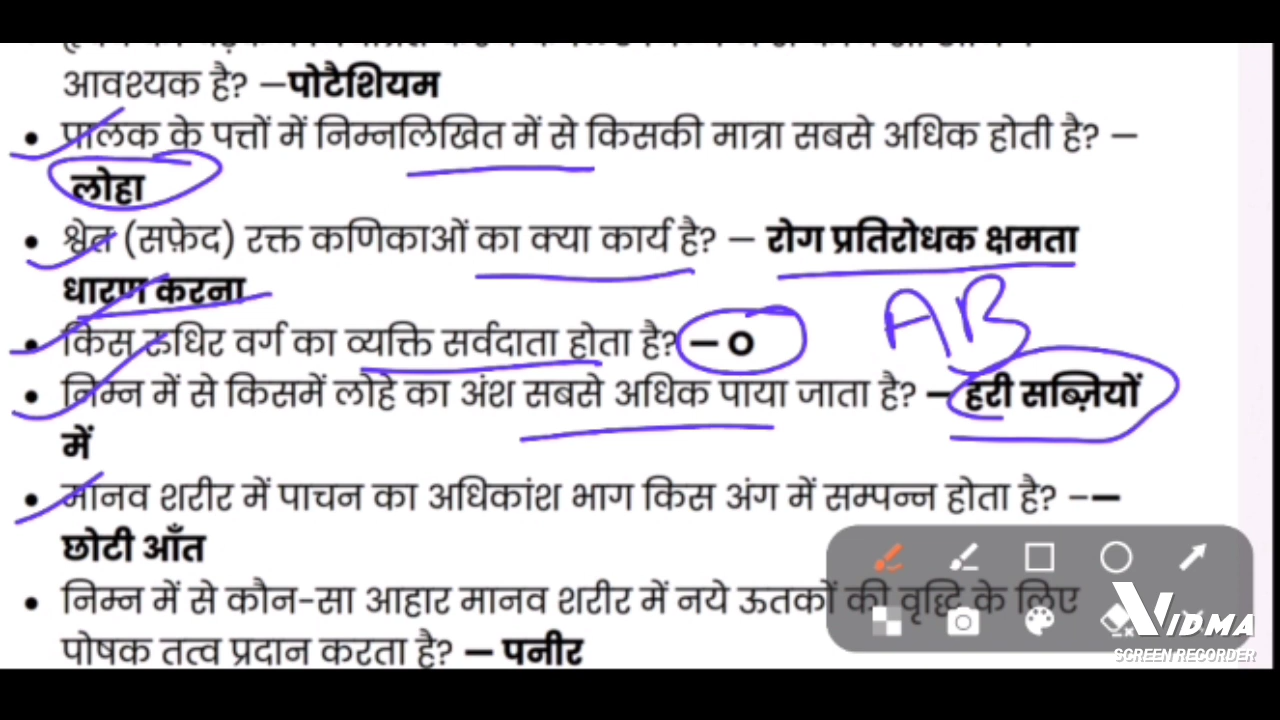 आवश्यक है? —पोटैशियम
• पालक के पत्तों में निम्नलिखित में से किसकी मात्रा सबसे अधिक होती है? —
लोहा
• श्वेत (सफ़ेद) रक्त कणिकाओं का क्या कार्य है? — रोग प्रतिरोधक क्षमता
धारण करना
AB
• किस रुधिर वर्ग का व्यक्ति सर्वदाता होता है? — O
• निम्न में से किसमें लोहे का अंश सबसे अधिक पाया जाता है? — हरी सब्ज़ियों
में
• मानव शरीर में पाचन का अधिकांश भाग किस अंग में सम्पन्न होता है? –—
छोटी आँत
• निम्न में से कौन-सा आहार मानव शरीर में नये ऊतकों की वृद्धि के लिए
पोषक तत्व प्रदान करता है? — पनीर
VIDMA
SCREEN RECORDER